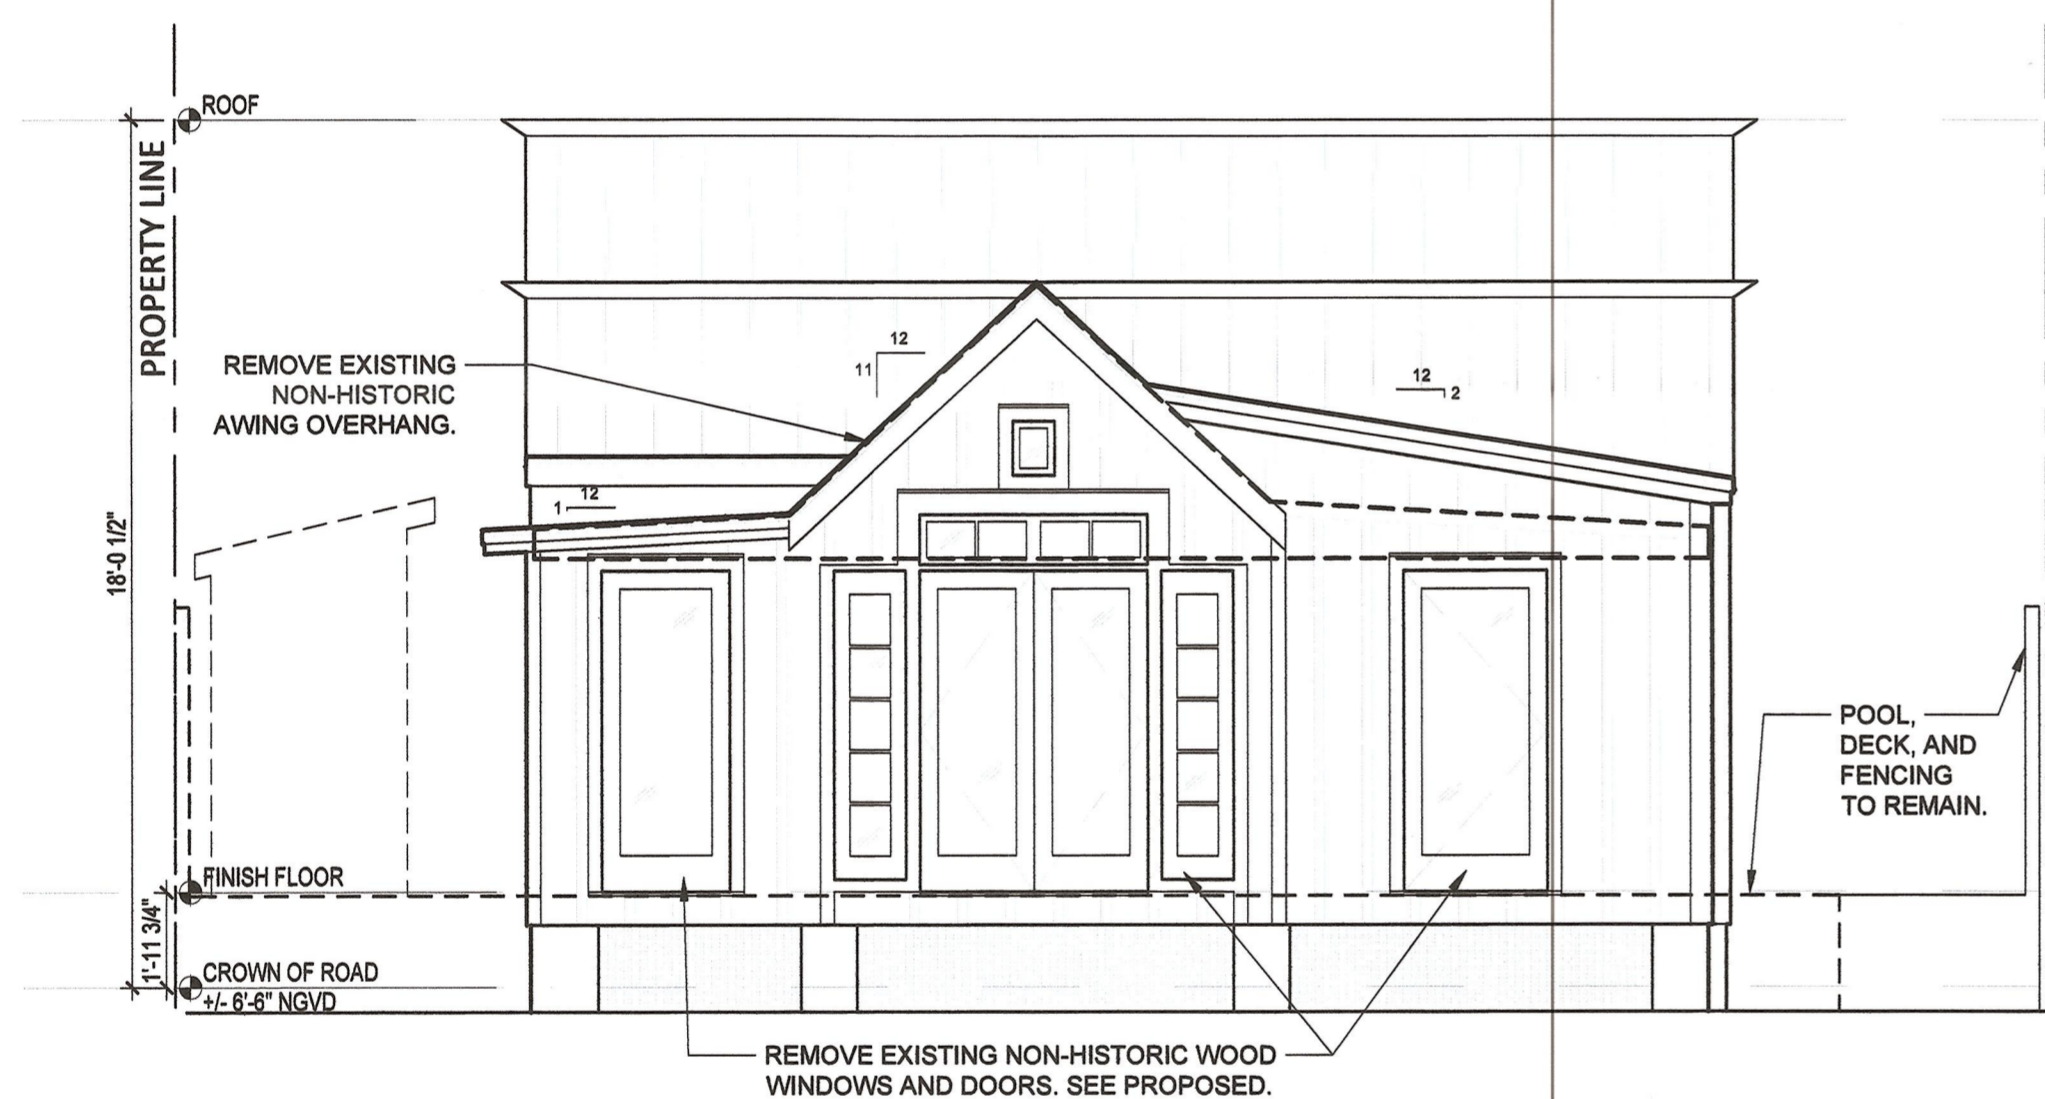 ROOF
PROPERTY LINE
REMOVE EXISTING
NON-HISTORIC
AWING OVERHANG.
12
11
12
2
12
1
18'-0 1/2"
POOL,
DECK, AND
FENCING
TO REMAIN.
FINISH FLOOR
1'-11 3/4"
CROWN OF ROAD
+/- 6'-6" NGVD
REMOVE EXISTING NON-HISTORIC WOOD
WINDOWS AND DOORS. SEE PROPOSED.